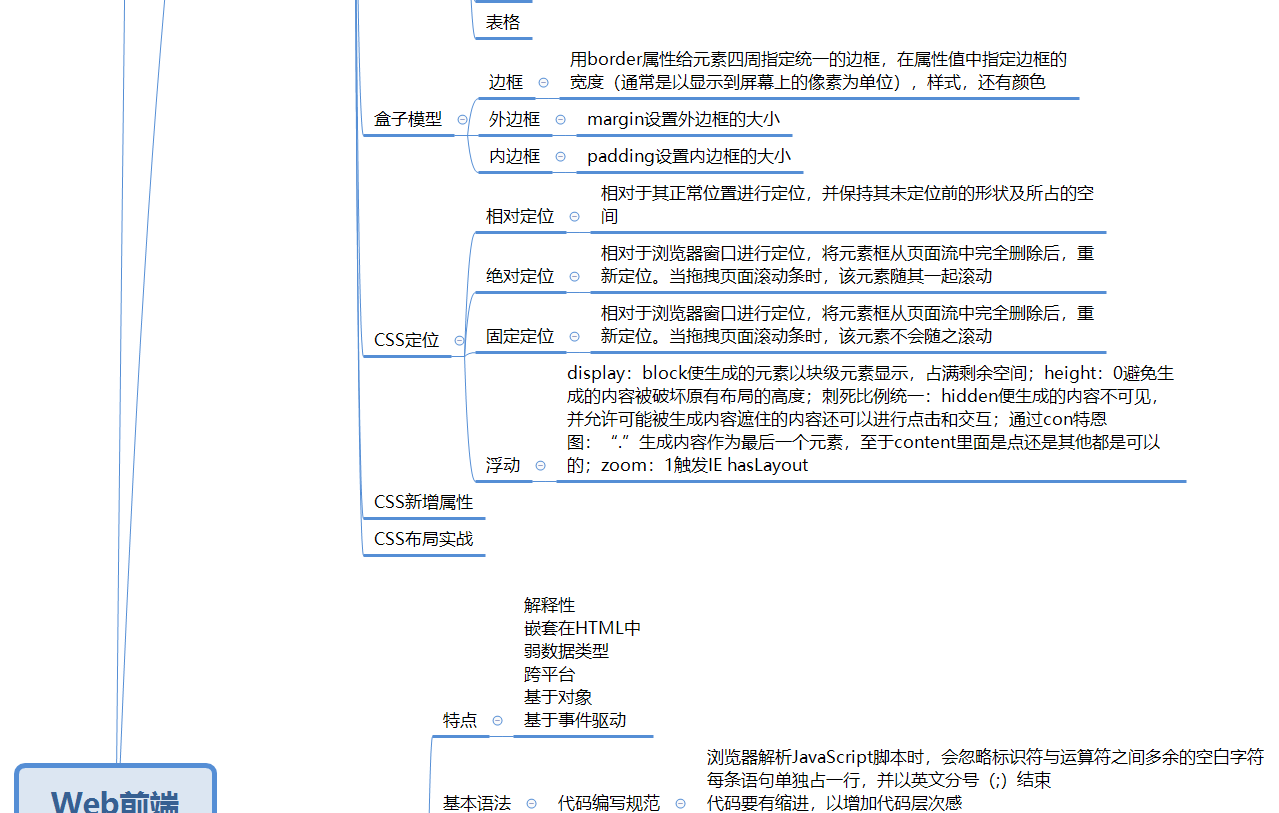 表格
边框
用border属性给元素四周指定统一的边框，在属性值中指定边框的
宽度（通常是以显示到屏幕上的像素为单位），样式，还有颜色
盒子模型
外边框
margin设置外边框的大小
内边框
padding设置内边框的大小
相对定位
相对于其正常位置进行定位，并保持其未定位前的形状及所占的空
间
绝对定位
相对于浏览器窗口进行定位，将元素框从页面流中完全删除后，重
新定位。当拖拽页面滚动条时，该元素随其一起滚动
CSS定位
固定定位
相对于浏览器窗口进行定位，将元素框从页面流中完全删除后，重
新定位。当拖拽页面滚动条时，该元素不会随之滚动
浮动
display：block使生成的元素以块级元素显示，占满剩余空间；height：0避免生
成的内容被破坏原有布局的高度；刺死比例统一：hidden便生成的内容不可见，
并允许可能被生成内容遮住的内容还可以进行点击和交互；通过con特恩
图：“.”生成内容作为最后一个元素，至于content里面是点还是其他都是可以
的；zoom：1触发IE hasLayout
CSS新增属性
CSS布局实战
特点
解释性
嵌套在HTML中
弱数据类型
跨平台
基于对象
基于事件驱动
Web前端
基本语法
代码编写规范
浏览器解析JavaScript脚本时，会忽略标识符与运算符之间多余的空白字符
每条语句单独占一行，并以英文分号（;）结束
代码要有缩进，以增加代码层次感